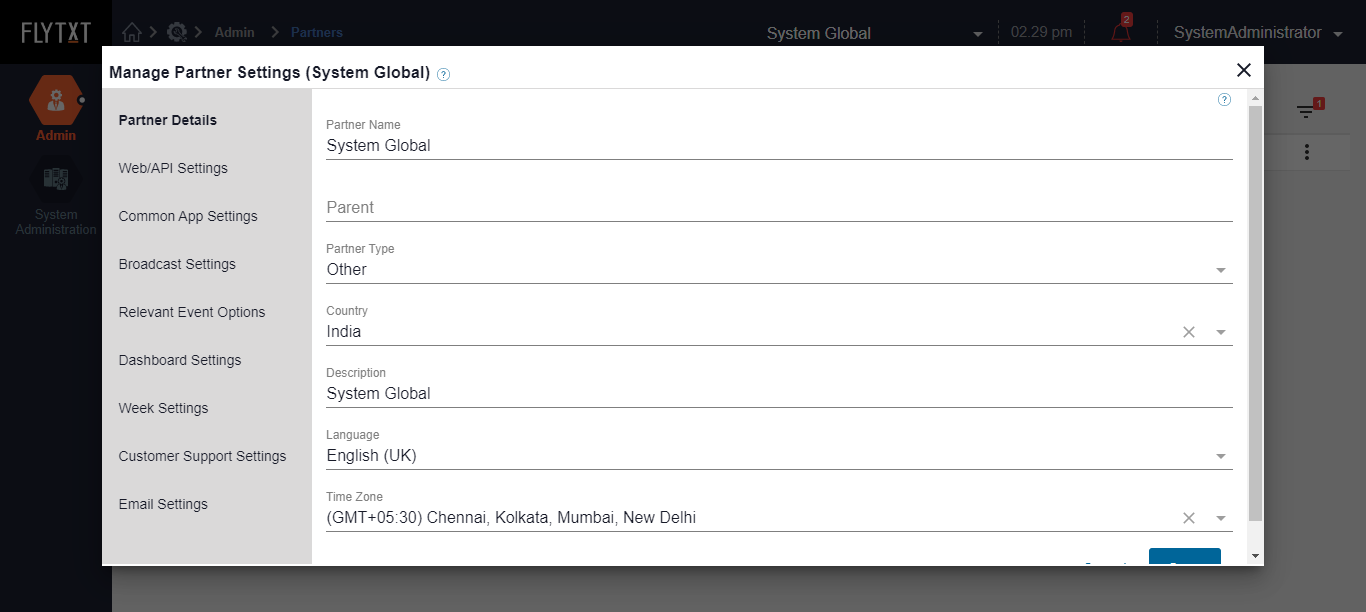 FLYTXT
Admin
Partners
System Global
02.29 pm
2
SystemAdministrator
Admin
System
Administration
1
Manage Partner Settings (System Global) ?
Partner Details
Web/API Settings
Common App Settings
Broadcast Settings
Relevant Event Options
Dashboard Settings
Week Settings
Customer Support Settings
Email Settings
?
Partner Name
System Global
Parent
Partner Type
Other
Country
India
Description
System Global
Language
English (UK)
Time Zone
(GMT+05:30) Chennai, Kolkata, Mumbai, New Delhi